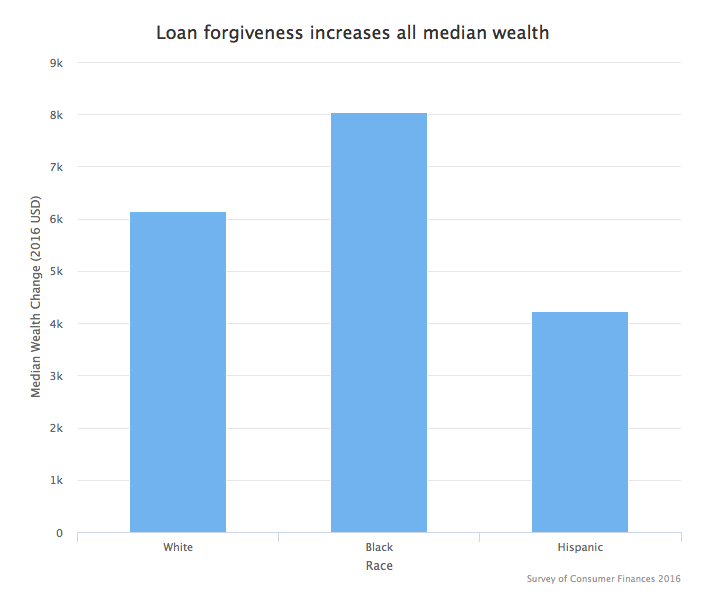 Loan forgiveness increases all median wealth
Median Wealth Change (2016 USD)
9k
8k
7k
6k
5k
4k
3k
2k
1k
0
White
Black
Hispanic
Race
Survey of Consumer Finances 2016